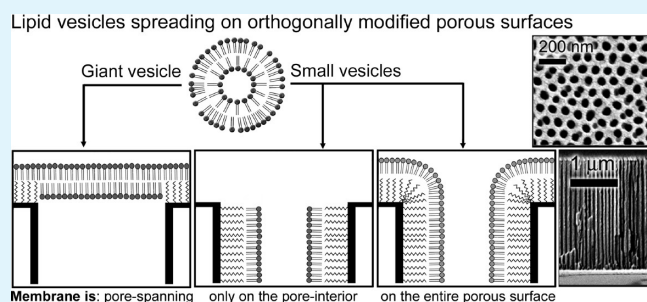 Lipid vesicles spreading on orthogonally modified porous surfaces
Giant vesicle
Small vesicles
200 nm
1 µm
Membrane is: pore-spanning
only on the pore-interior
on the entire porous surface